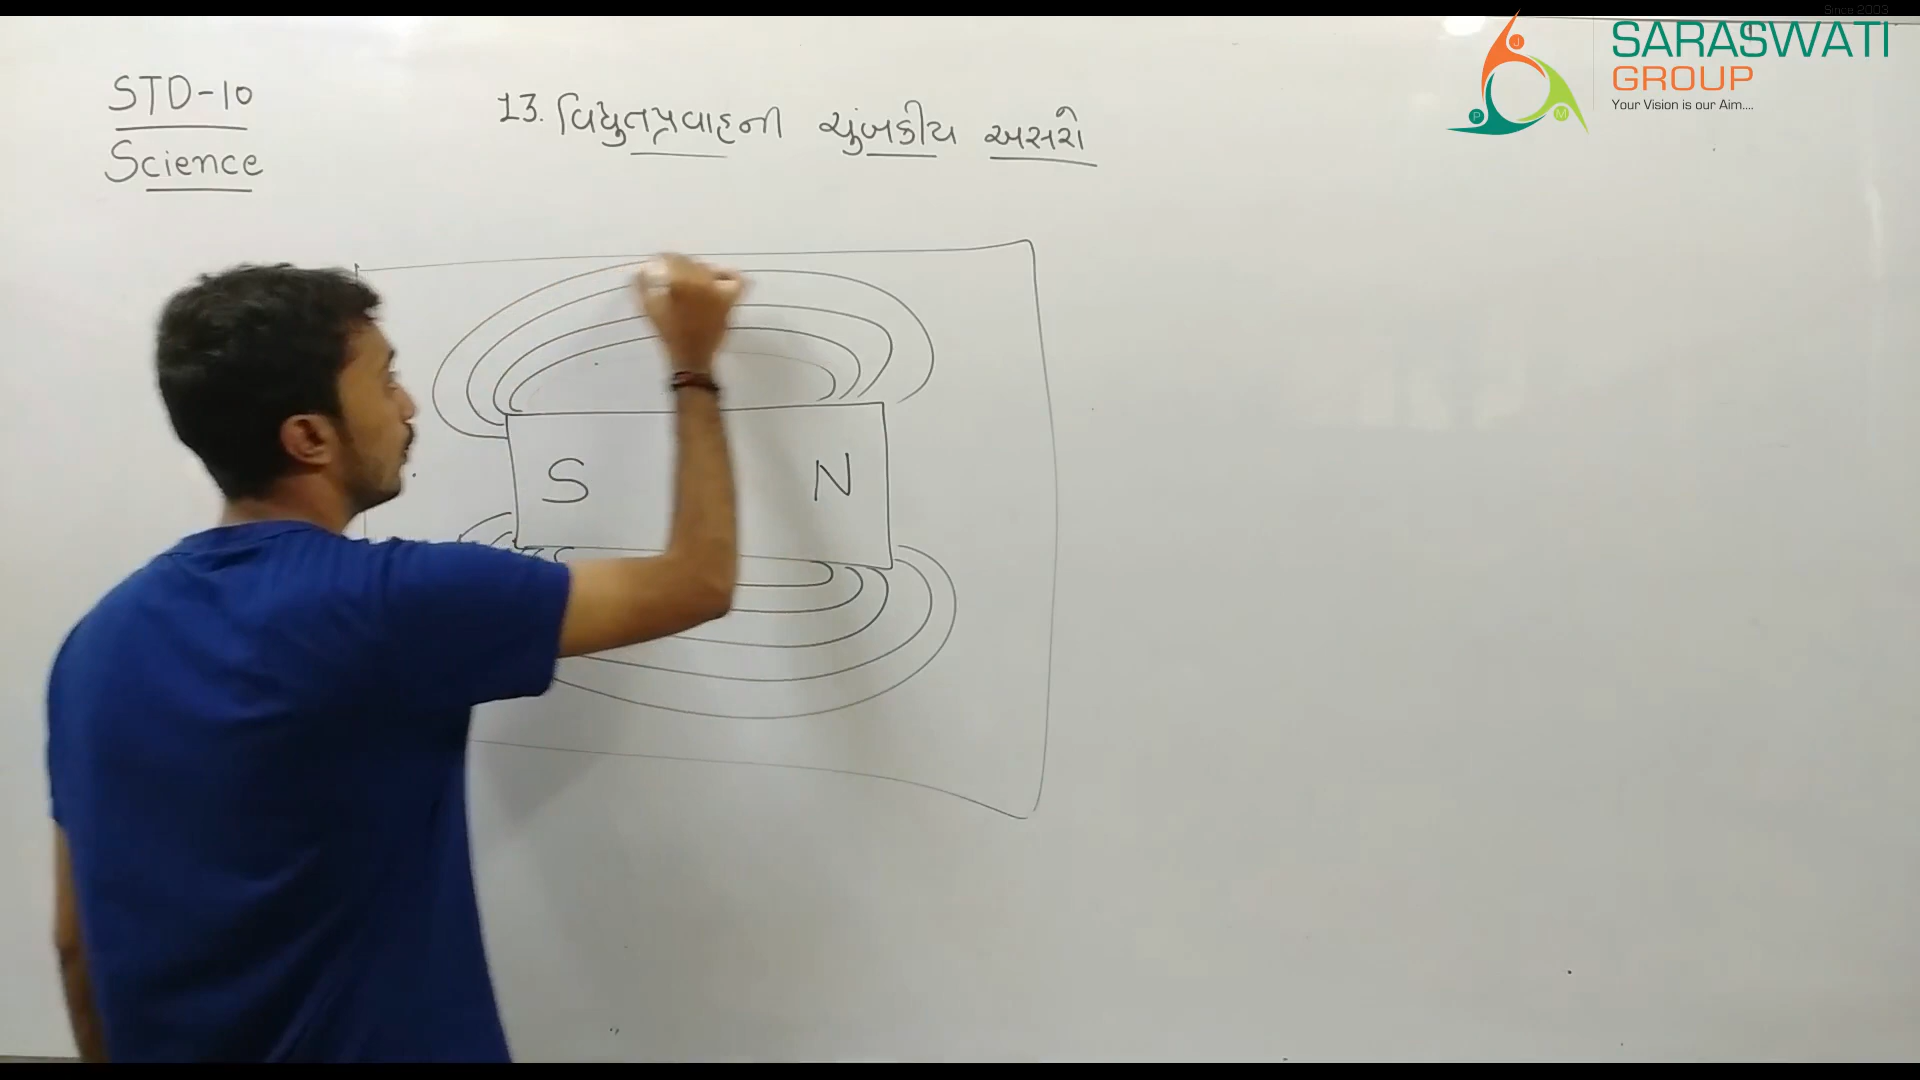 Since 2003
SARASWATI
GROUP
Your Vision is our Aim....
J
P
M
STD-10
Science
13. વિદ્યુતપ્રવાહની ચુંબકીય અસરો
S
N